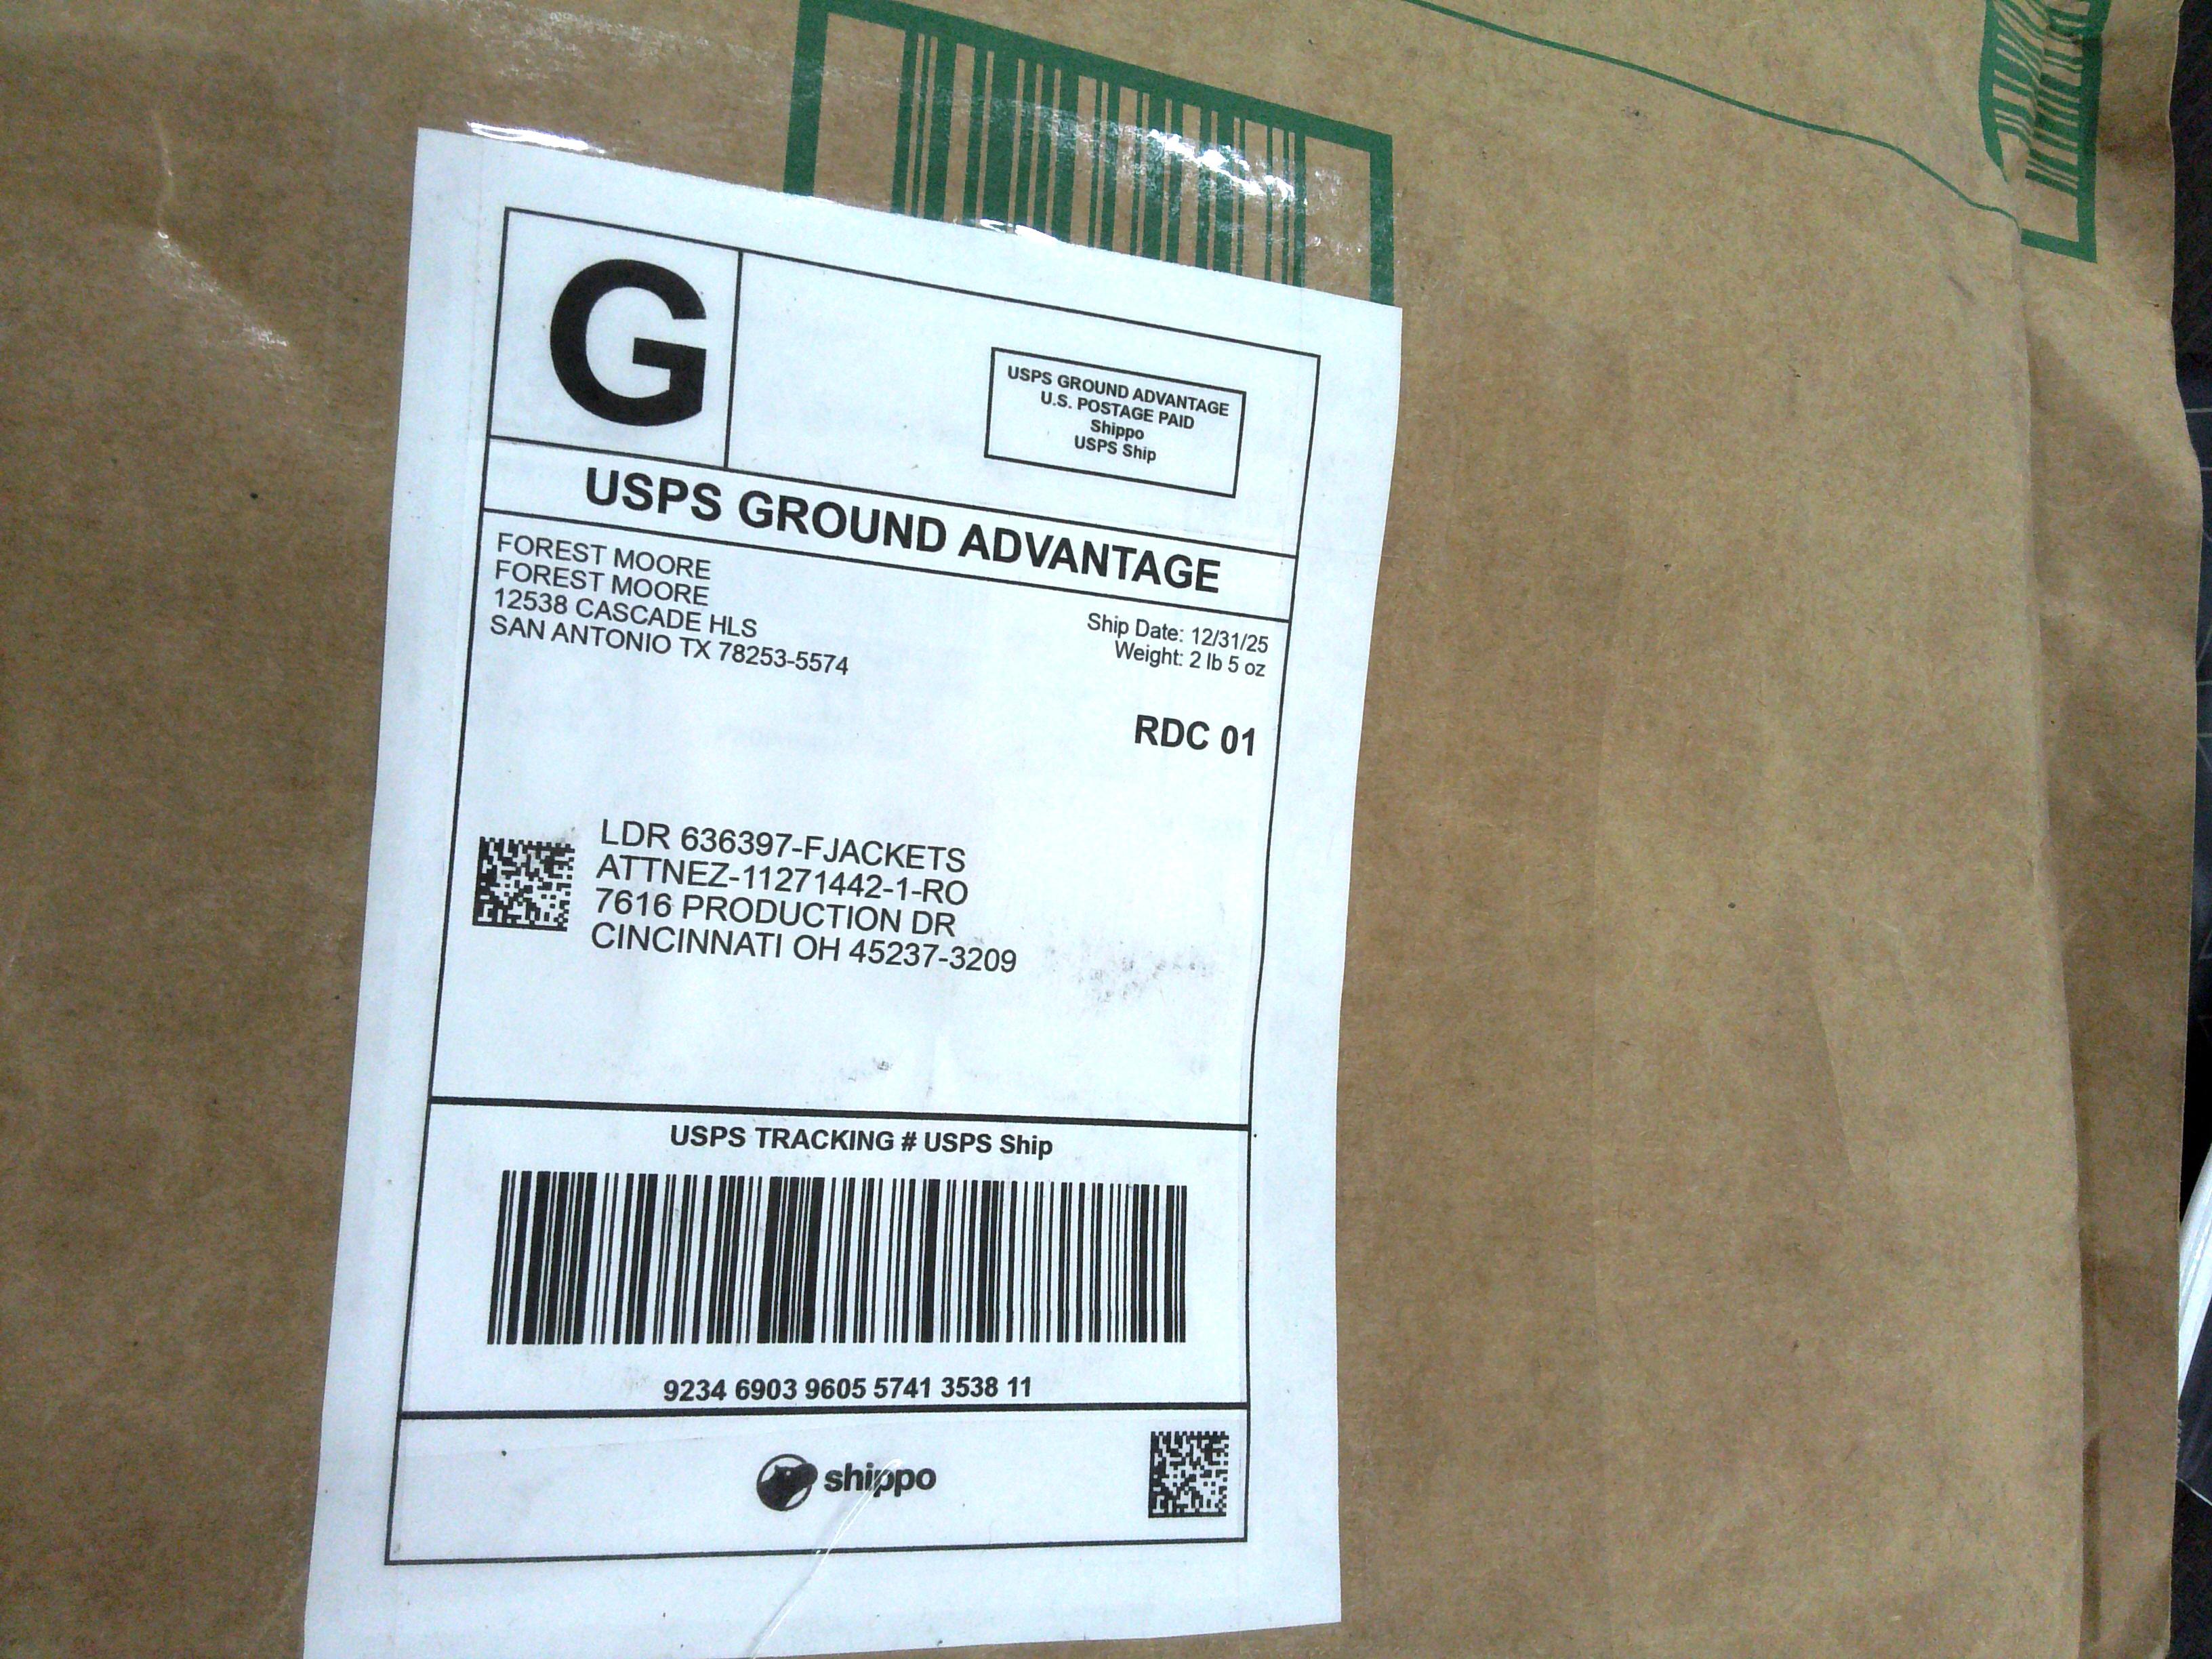 G
USPS GROUND ADVANTAGE
U.S. POSTAGE PAID
Shippo
USPS Ship
USPS GROUND ADVANTAGE
FOREST MOORE
FOREST MOORE
12538 CASCADE HLS
SAN ANTONIO TX 78253-5574
Ship Date: 12/31/25
Weight: 2 lb 5 oz
RDC 01
LDR 636397-FJACKETS
ATTNEZ-11271442-1-RO
7616 PRODUCTION DR
CINCINNATI OH 45237-3209
USPS TRACKING # USPS Ship
9234 6903 9605 5741 3538 11
shippo